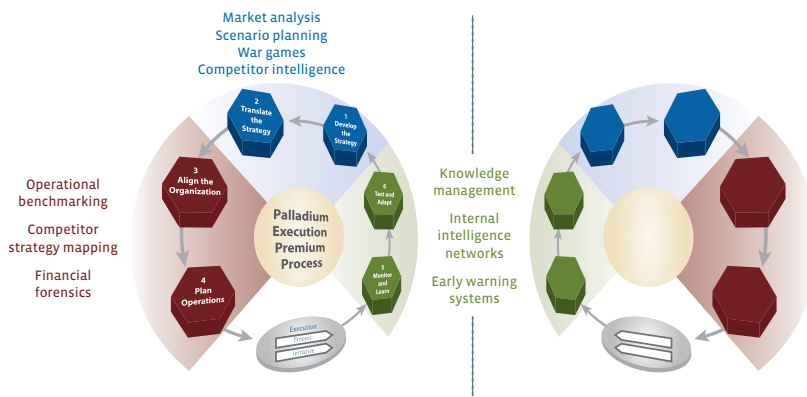 Market analysis
Scenario planning
War games
Competitor intelligence
1
Develop
the
Strategy
2
Translate
the
Strategy
3
Align the
Organization
4
Plan
Operations
Execution
Process
Initiative
5
Monitor
and
Learn
6
Test and
Adapt
Palladium
Execution
Premium
Process
Operational
benchmarking
Competitor
strategy mapping
Financial
forensics
Knowledge
management
Internal
intelligence
networks
Early warning
systems